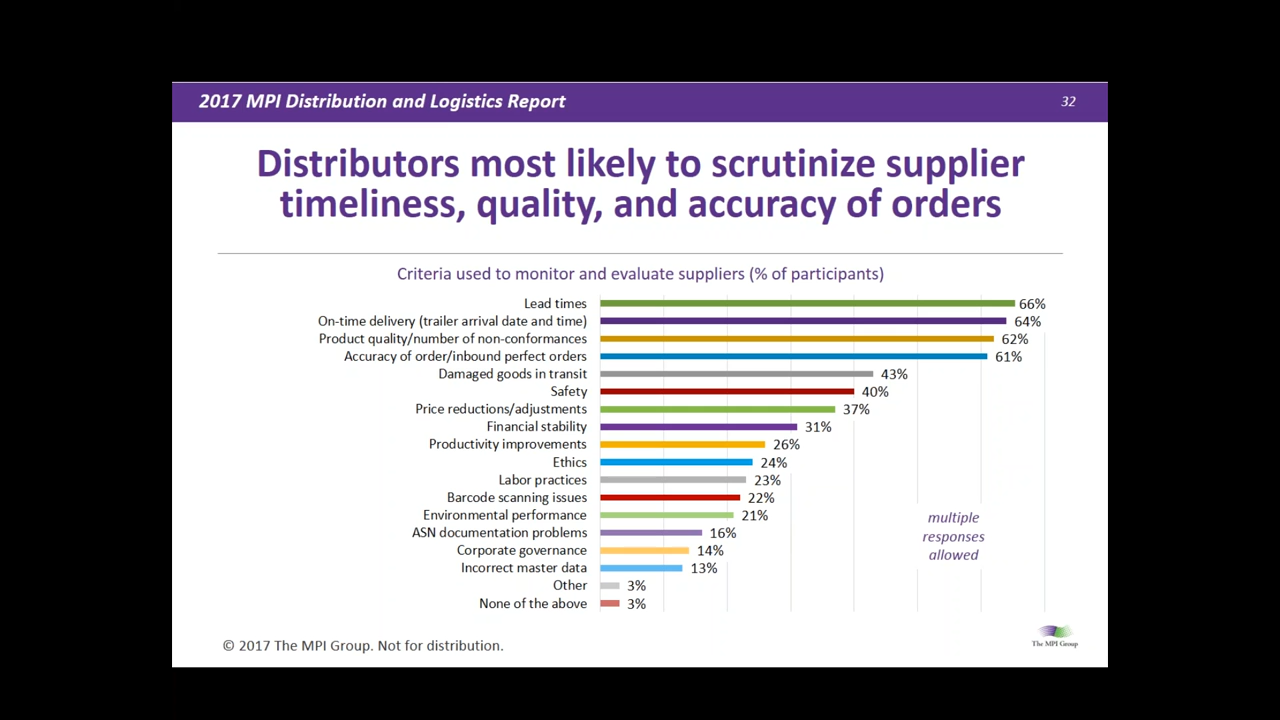 2017 MPI Distribution and Logistics Report 32
Distributors most likely to scrutinize supplier
timeliness, quality, and accuracy of orders
Criteria used to monitor and evaluate suppliers (% of participants)
Lead times 66%
On-time delivery (trailer arrival date and time) 64%
Product quality/number of non-conformances 62%
Accuracy of order/inbound perfect orders 61%
Damaged goods in transit 43%
Safety 40%
Price reductions/adjustments 37%
Financial stability 31%
Productivity improvements 26%
Ethics 24%
Labor practices 23%
Barcode scanning issues 22%
Environmental performance 21%
ASN documentation problems 16%
Corporate governance 14%
Incorrect master data 13%
Other 3%
None of the above 3%
multiple
responses
allowed
© 2017 The MPI Group. Not for distribution.
The MPI Group